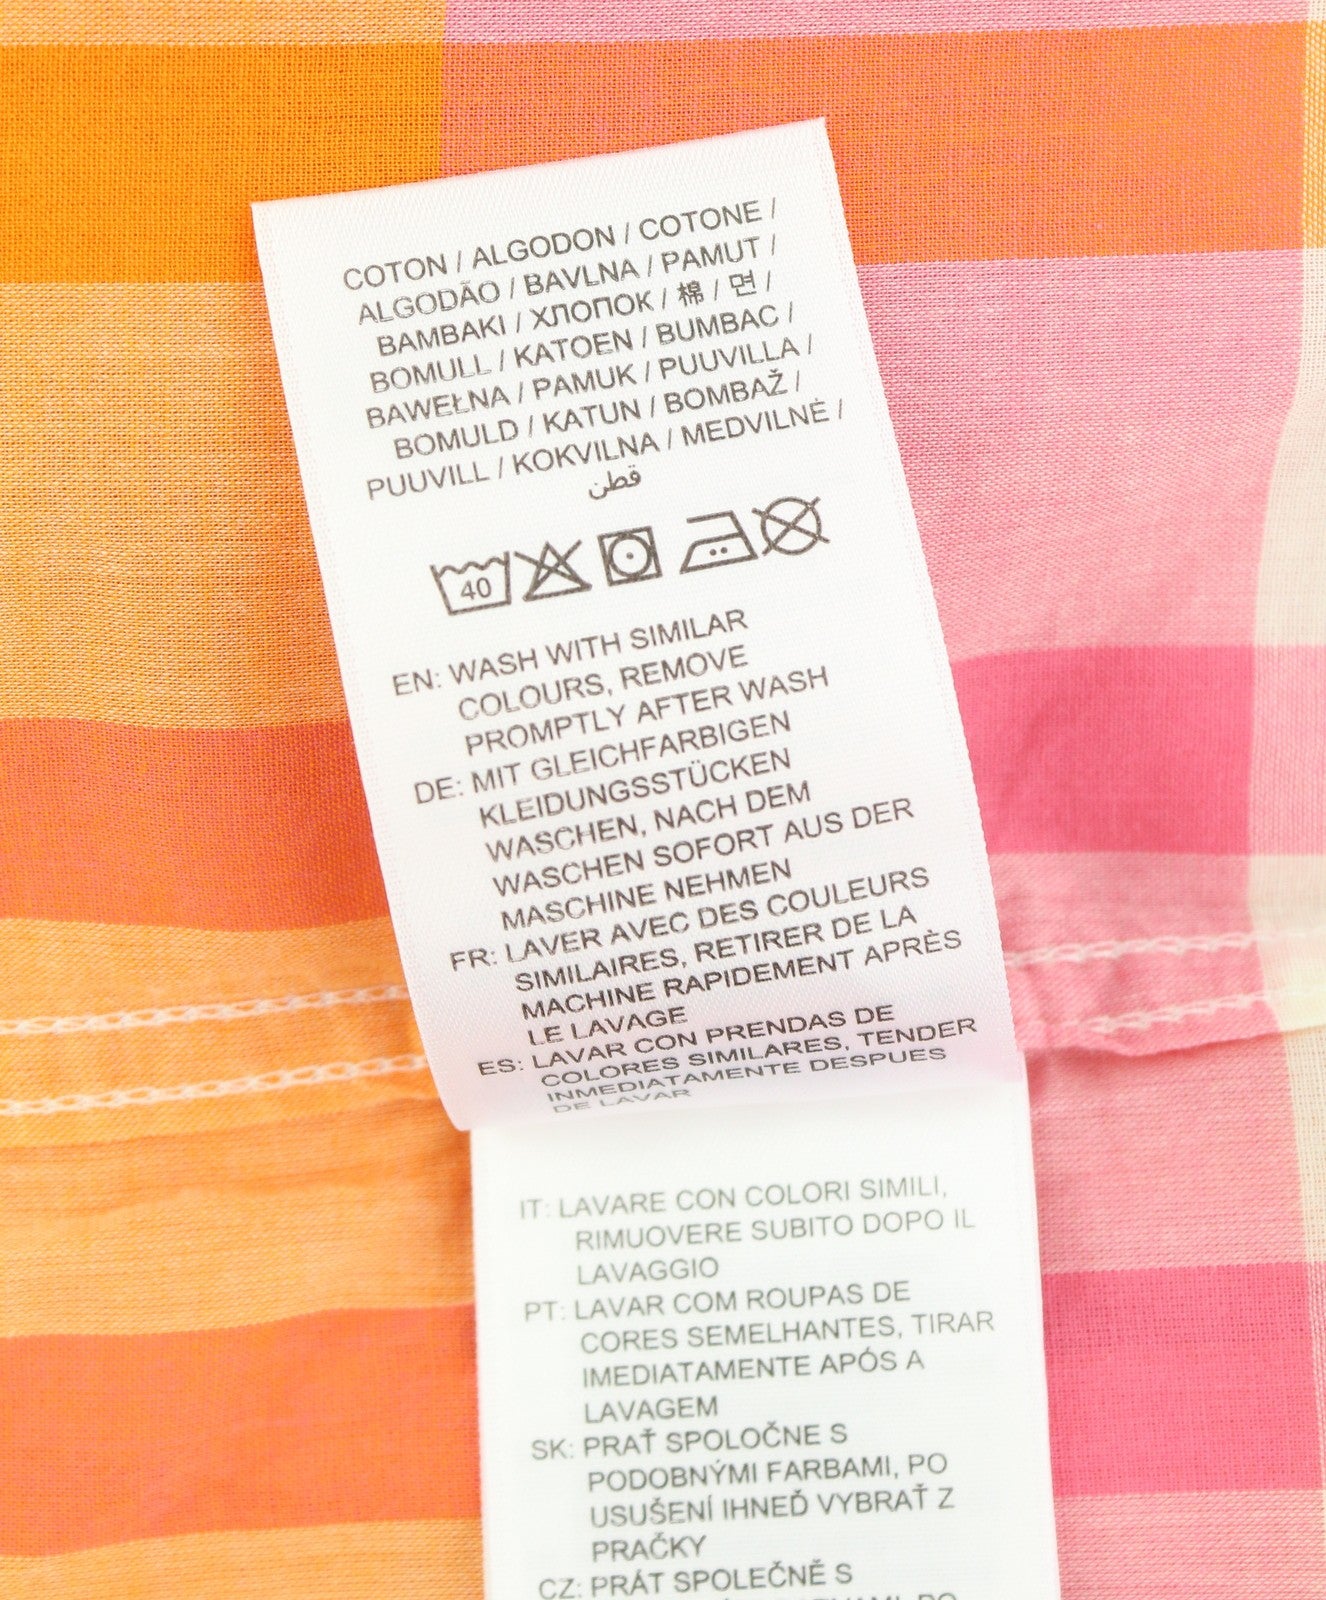 COTON / ALGODON / COTONE /
ALGODÃO / BAVLNA / PAMUT /
BAMBAKI / ХЛОПОК / 棉 / 면 /
BOMULL / KATOEN / BUMBAC /
BAWEŁNA / PAMUK / PUUVILLA /
BOMULD / KATUN / BOMBAŽ /
PUUVILL / KOKVILNA / MEDVILNĖ /
قطن
40
EN: WASH WITH SIMILAR
COLOURS, REMOVE
PROMPTLY AFTER WASH
DE: MIT GLEICHFARBIGEN
KLEIDUNGSSTÜCKEN
WASCHEN, NACH DEM
WASCHEN SOFORT AUS DER
MASCHINE NEHMEN
FR: LAVER AVEC DES COULEURS
SIMILAIRES, RETIRER DE LA
MACHINE RAPIDEMENT APRÈS
LE LAVAGE
ES: LAVAR CON PRENDAS DE
COLORES SIMILARES, TENDER
INMEDIATAMENTE DESPUES
DE LAVAR
IT: LAVARE CON COLORI SIMILI,
RIMUOVERE SUBITO DOPO IL
LAVAGGIO
PT: LAVAR COM ROUPAS DE
CORES SEMELHANTES, TIRAR
IMEDIATAMENTE APÓS A
LAVAGEM
SK: PRAŤ SPOLOČNE S
PODOBNÝMI FARBAMI, PO
USUŠENÍ IHNEĎ VYBRAŤ Z
PRAČKY
CZ: PRÁT SPOLEČNĚ S